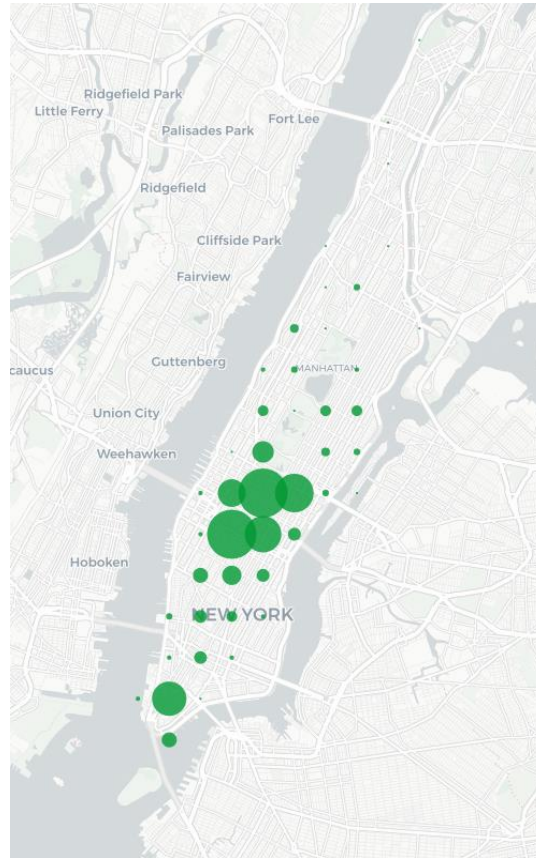 Ridgefield Park
Little Ferry
Fort Lee
Palisades Park
Ridgefield
Cliffside Park
Fairview
Guttenberg
MANHATTAN
caucus
Union City
Weehawken
Hoboken
NEW YORK